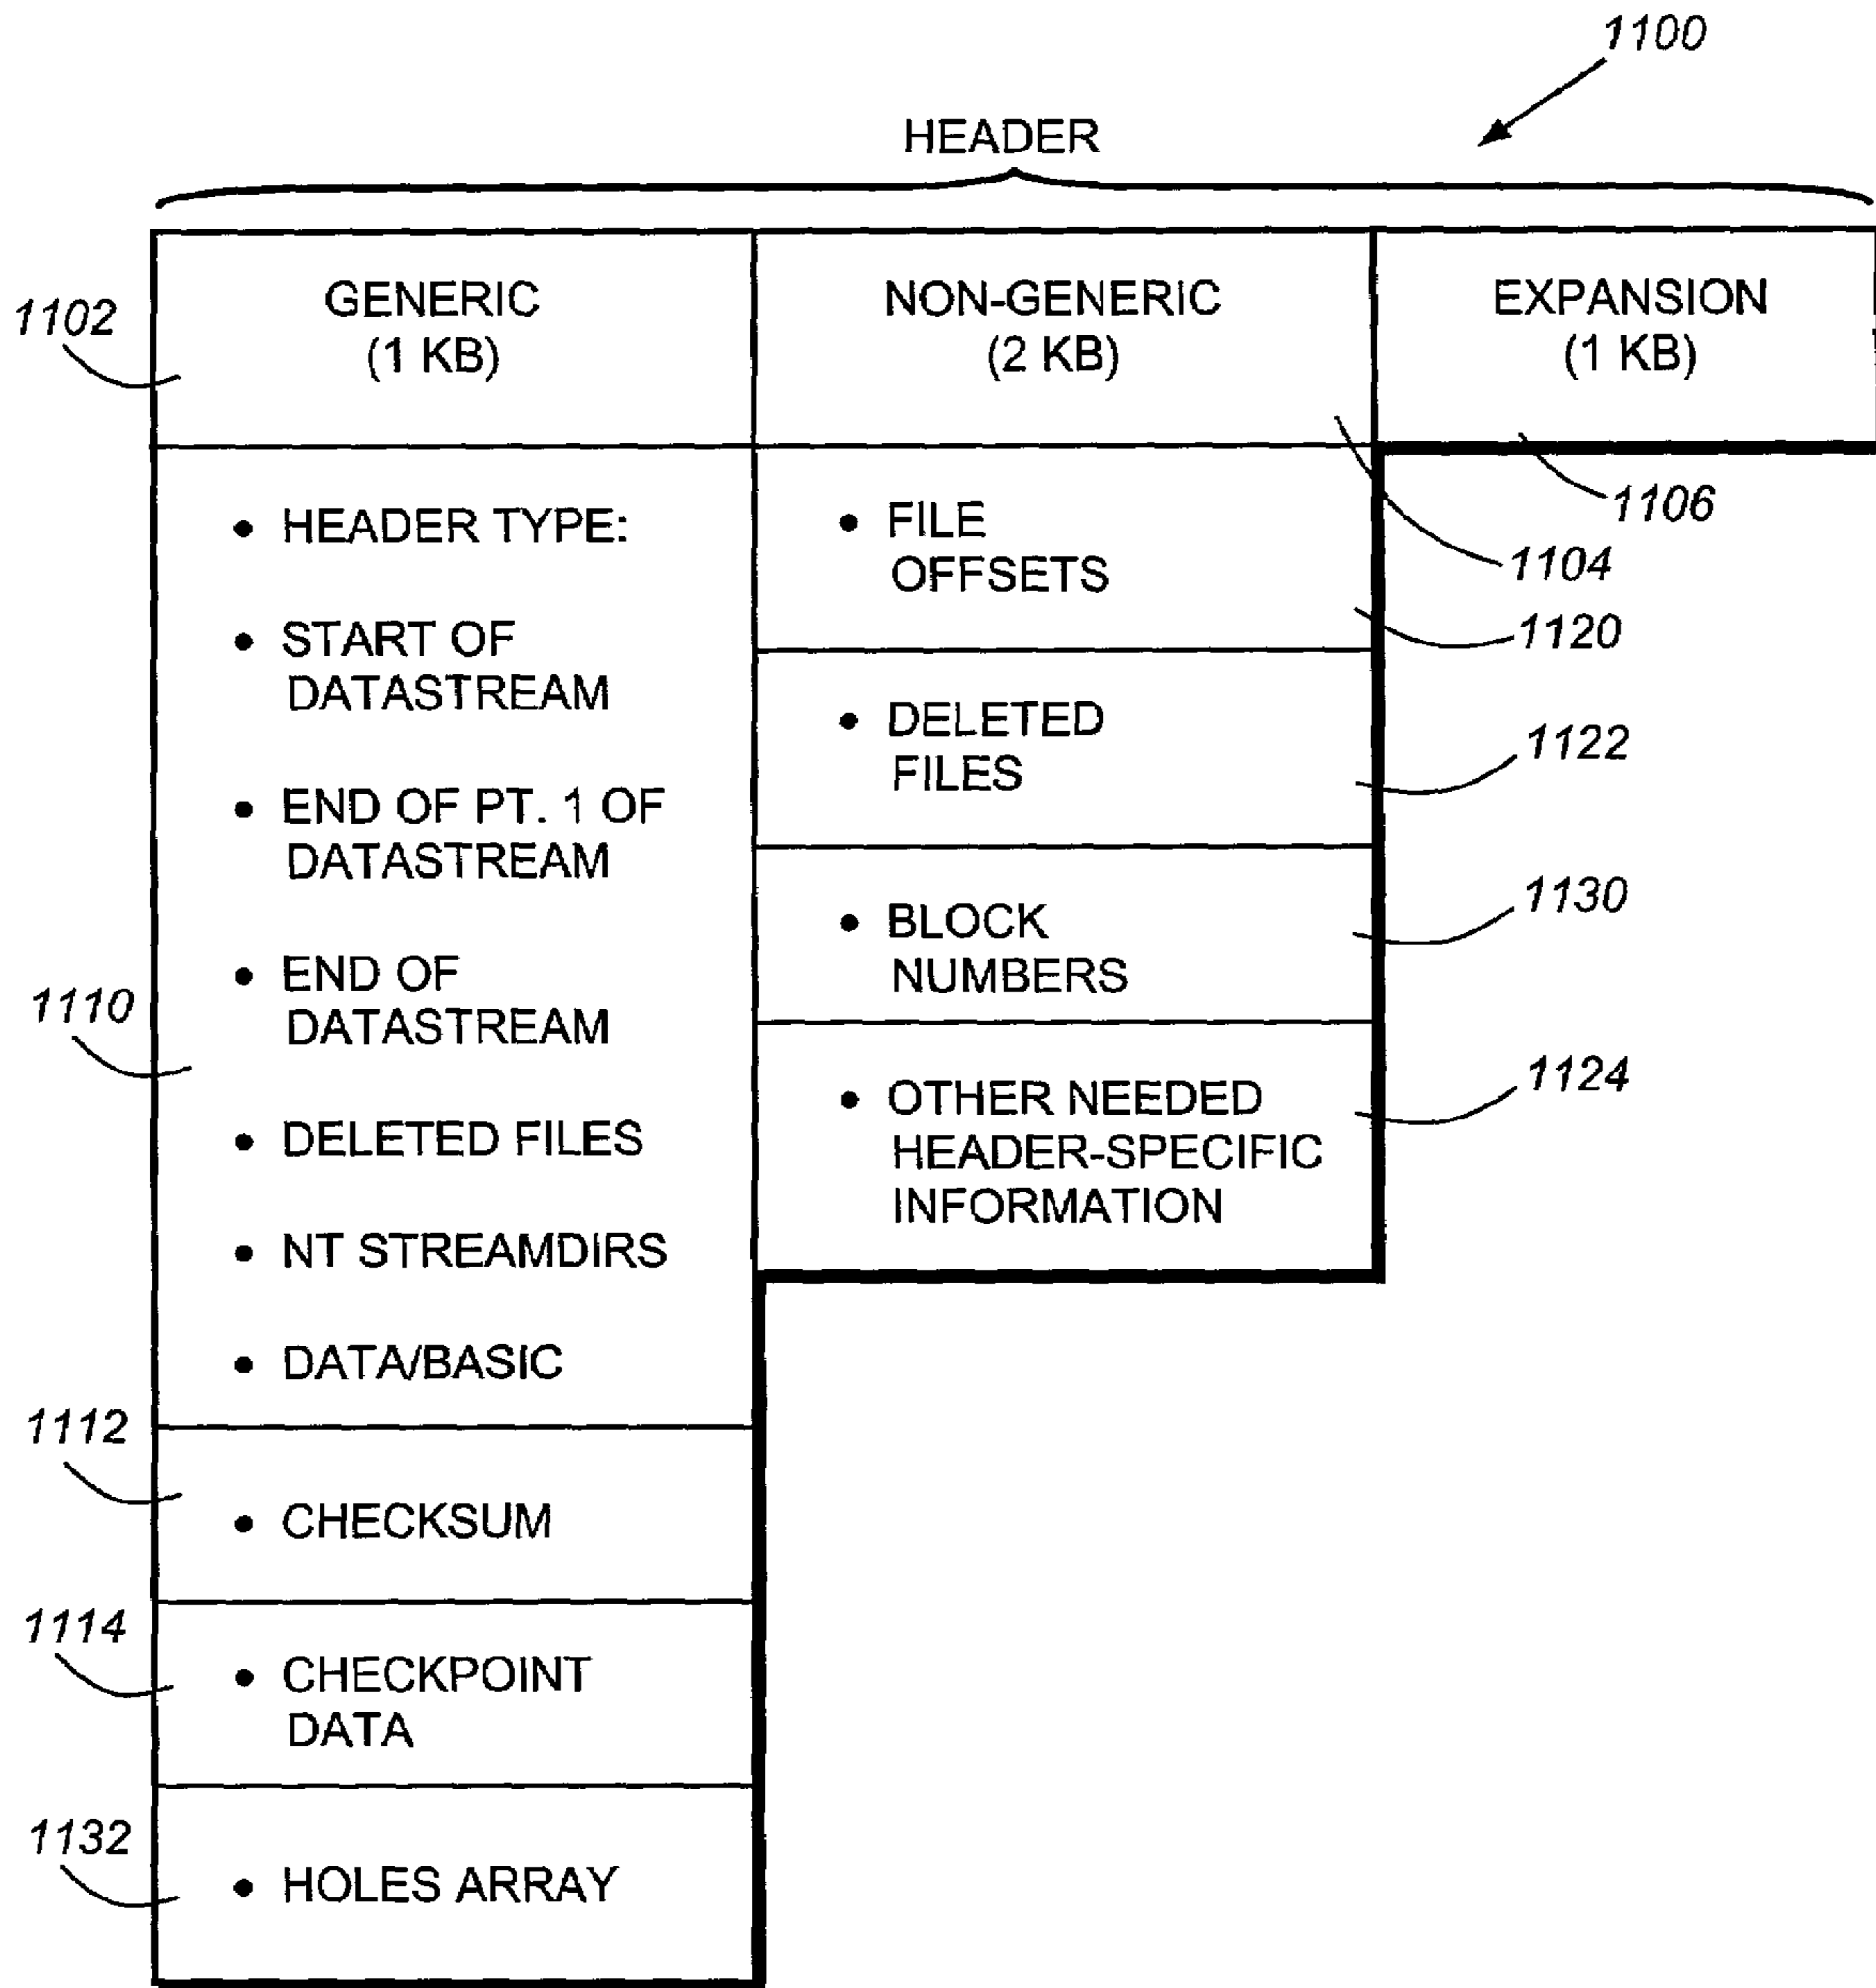 1100
HEADER
1102
GENERIC
(1 KB)
NON-GENERIC
(2 KB)
EXPANSION
(1 KB)
1106
1104
1110
• HEADER TYPE:
• START OF
DATASTREAM
• END OF PT. 1 OF
DATASTREAM
• END OF
DATASTREAM
• DELETED FILES
• NT STREAMDIRS
• DATA/BASIC
1112
• CHECKSUM
1114
• CHECKPOINT
DATA
1132
• HOLES ARRAY
• FILE
OFFSETS
1120
• DELETED
FILES
1122
• BLOCK
NUMBERS
1130
• OTHER NEEDED
HEADER-SPECIFIC
INFORMATION
1124